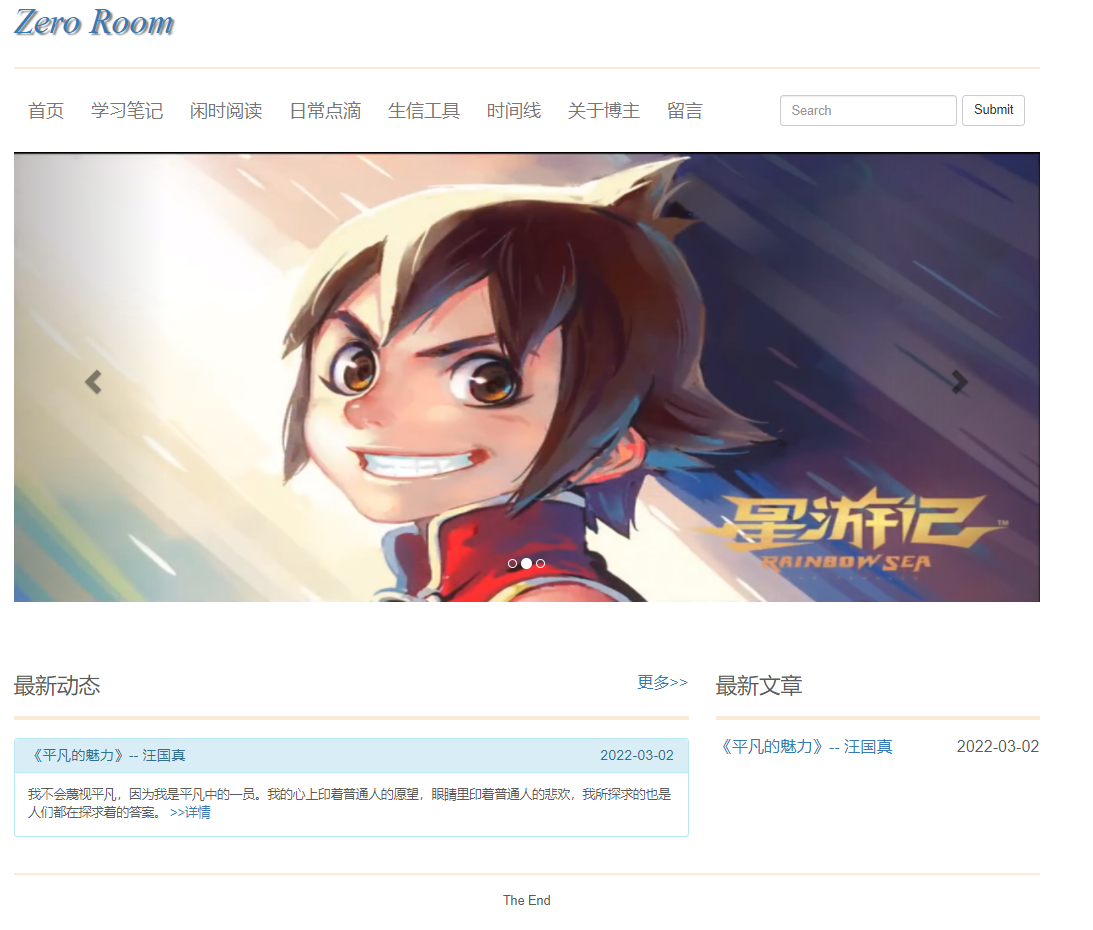 Zero Room
首页 学习笔记 闲时阅读 日常点滴 生信工具 时间线 关于博主 留言 Search Submit
星游记 TM
RAINBOW SEA
最新动态 更多>> 最新文章
《平凡的魅力》-- 汪国真 2022-03-02 《平凡的魅力》-- 汪国真 2022-03-02
我不会蔑视平凡，因为我是平凡中的一员。我的心上印着普通人的愿望，眼睛里印着普通人的悲欢，我所探求的也是
人们都在探求着的答案。 >>详情
The End